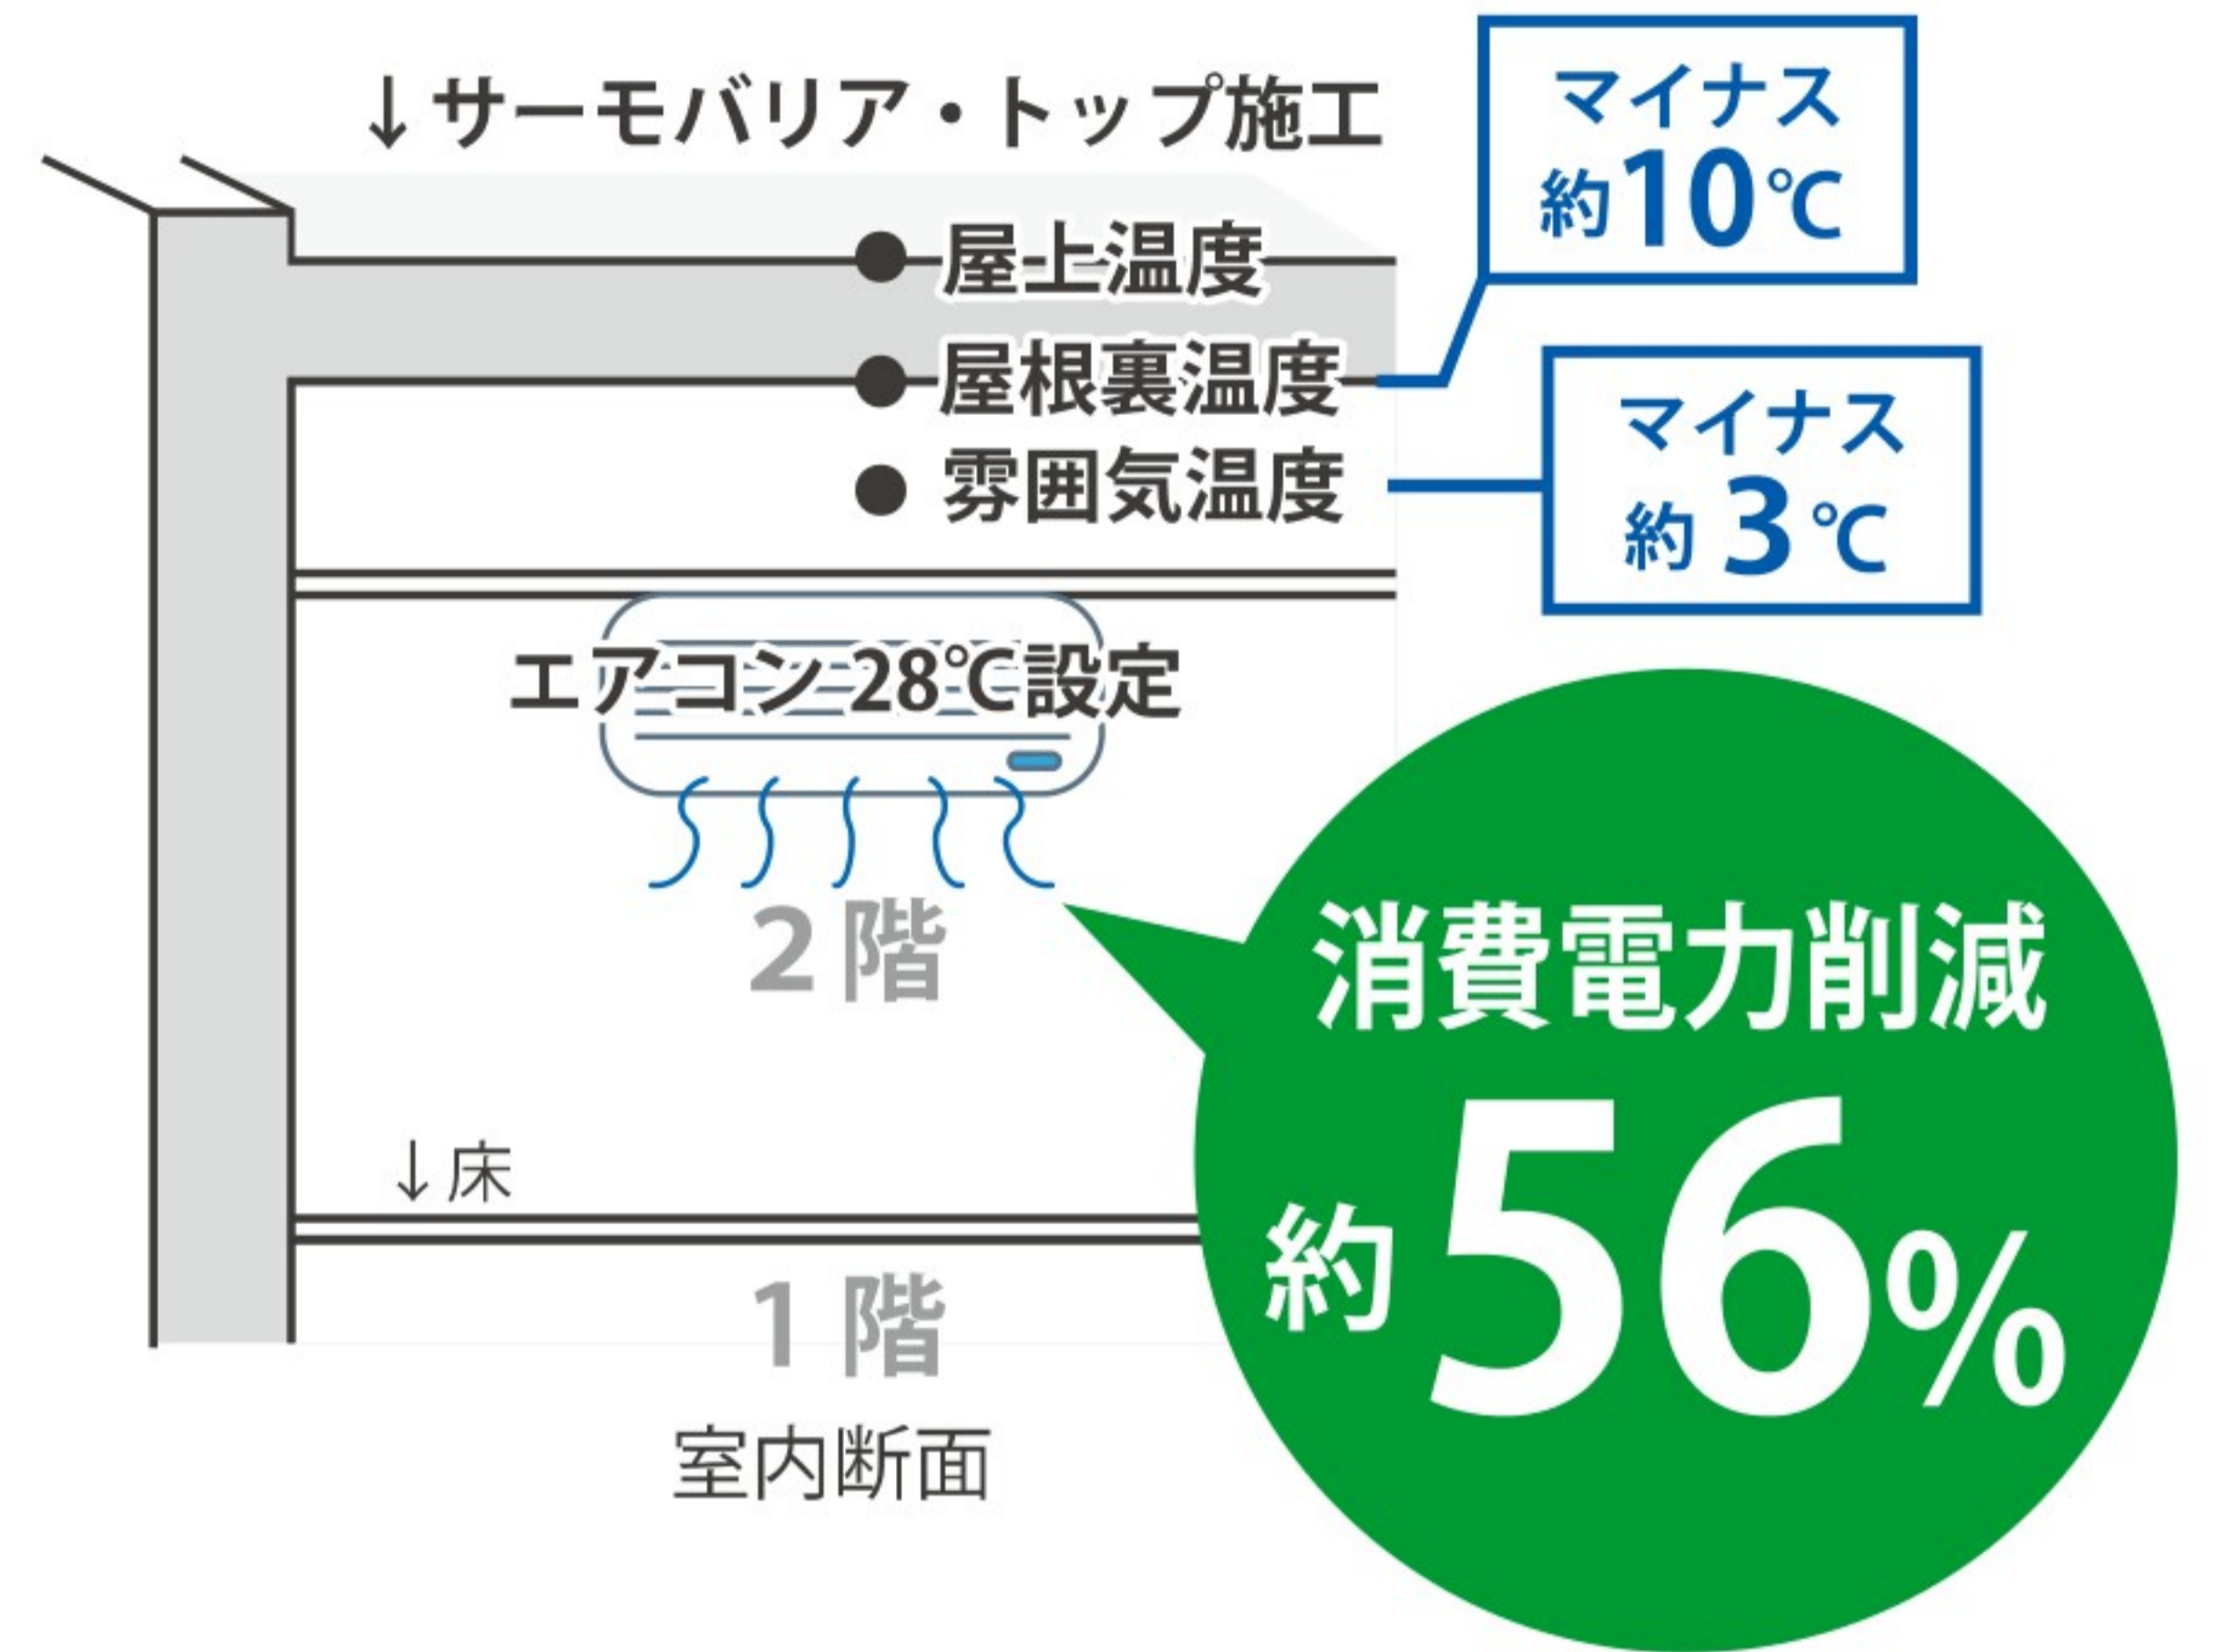 ↓サーモバリア・トップ施工
マイナス
約10℃
●屋上温度
●屋根裏温度
●雰囲気温度
マイナス
約3℃
エアコン28℃設定
2階
消費電力削減
約56%
↓床
1階
室内断面